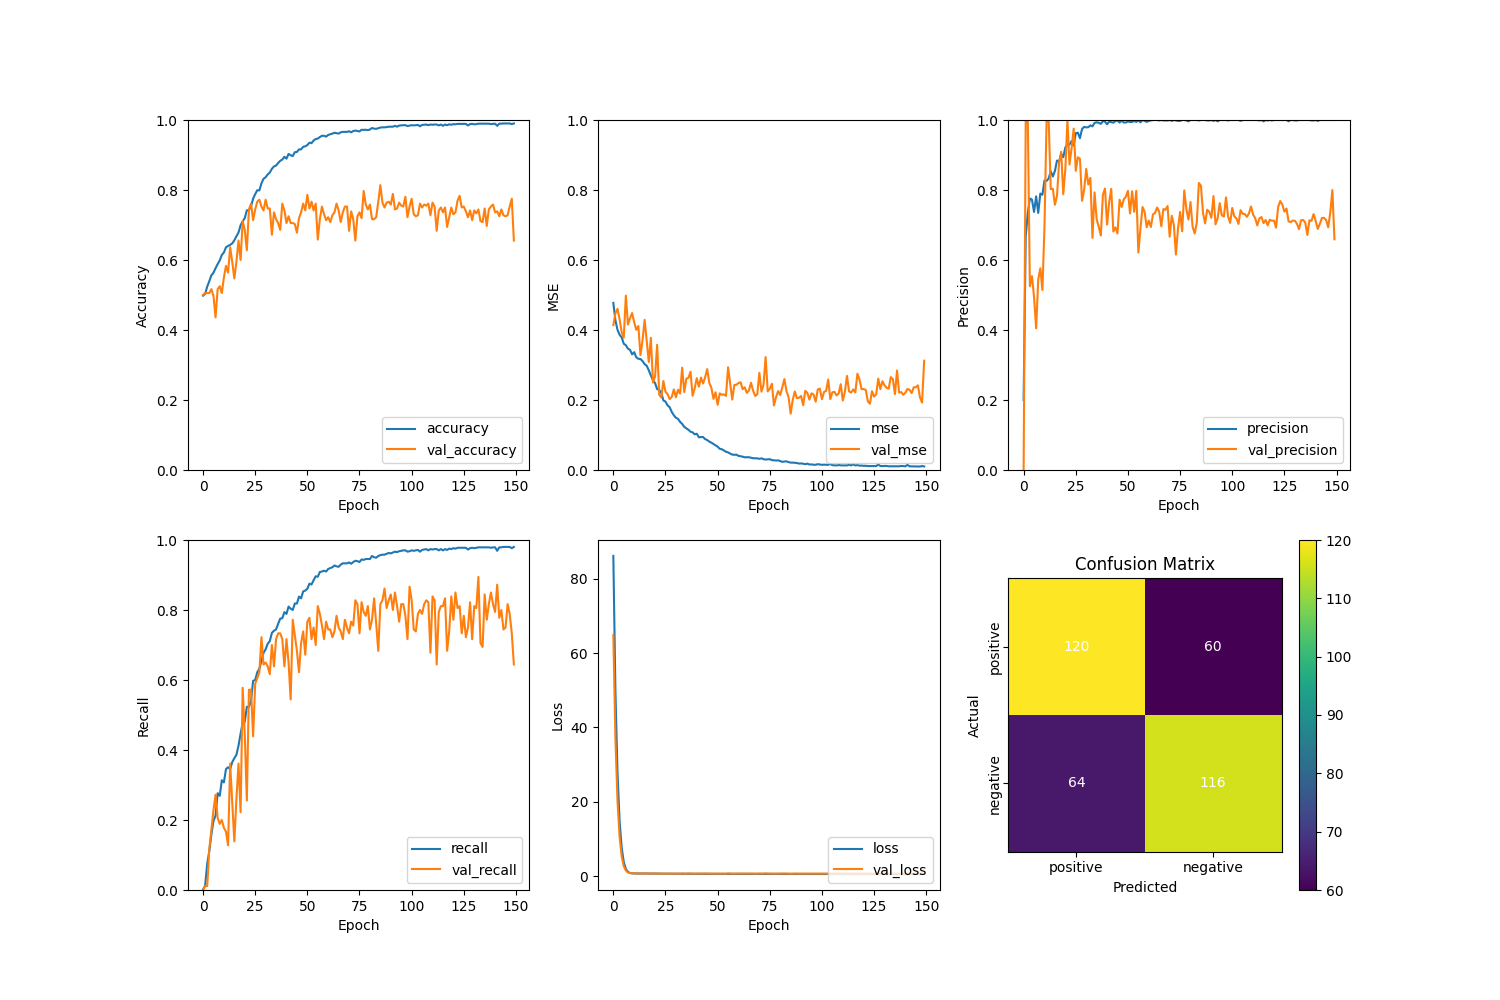 1.0
0.8
0.6
0.4
0.2
0.0
Accuracy
accuracy
val_accuracy
0 25 50 75 100 125 150
Epoch
1.0
0.8
0.6
0.4
0.2
0.0
MSE
mse
val_mse
0 25 50 75 100 125 150
Epoch
1.0
0.8
0.6
0.4
0.2
0.0
Precision
precision
val_precision
0 25 50 75 100 125 150
Epoch
1.0
0.8
0.6
0.4
0.2
0.0
Recall
recall
val_recall
0 25 50 75 100 125 150
Epoch
80
60
40
20
0
Loss
loss
val_loss
0 25 50 75 100 125 150
Epoch
Confusion Matrix
Actual
positive
negative
120 60
64 116
positive negative
Predicted
120
110
100
90
80
70
60